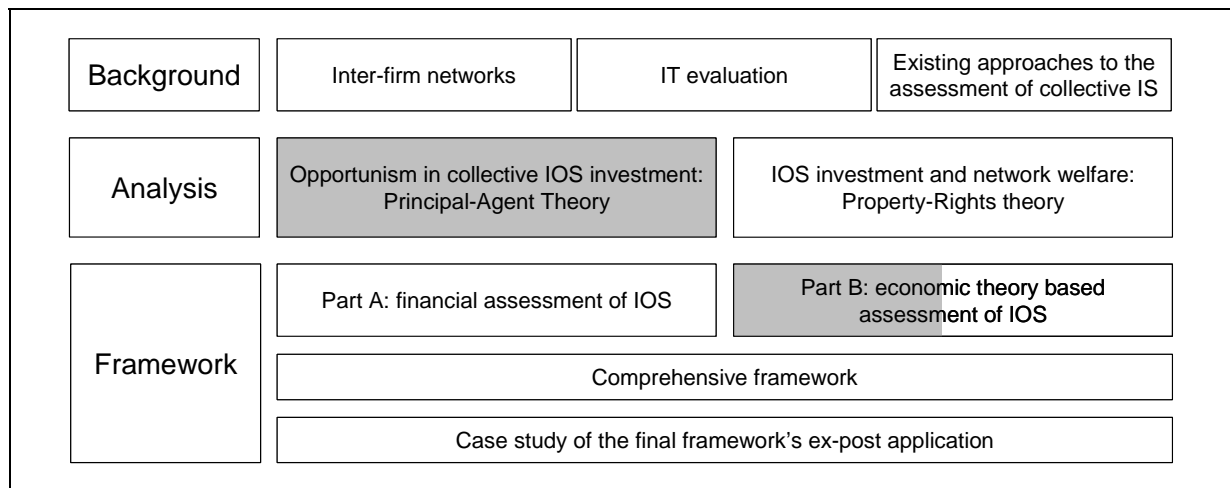 Background
Inter-firm networks
IT evaluation
Existing approaches to the
assessment of collective IS
Analysis
Opportunism in collective IOS investment:
Principal-Agent Theory
IOS investment and network welfare:
Property-Rights theory
Framework
Part A: financial assessment of IOS
Part B: economic theory based
assessment of IOS
Comprehensive framework
Case study of the final framework's ex-post application